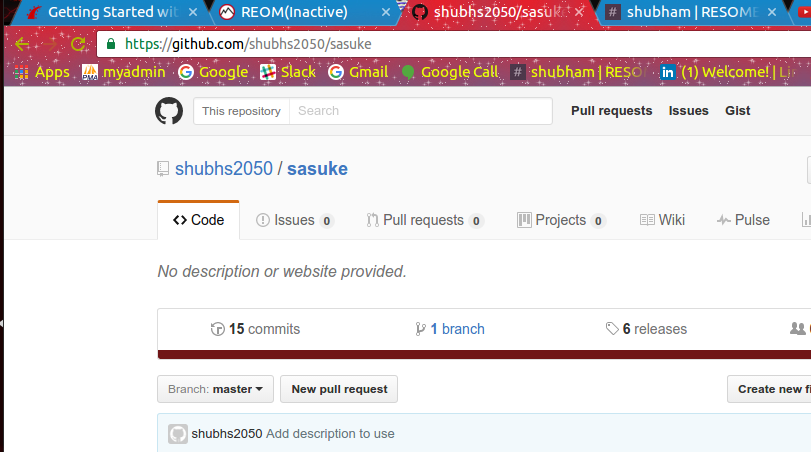 Getting Started wit REOM(Inactive) shubhs2050/sasuk shubham | RESOME
https://github.com/shubhs2050/sasuke
Apps myadmin Google Slack Gmail Google Call shubham | RESO (1) Welcome! | Li
This repository Search Pull requests Issues Gist
shubhs2050 / sasuke
Code Issues 0 Pull requests 0 Projects 0 Wiki Pulse
No description or website provided.
15 commits 1 branch 6 releases
Branch: master New pull request Create new fi
shubhs2050 Add description to use